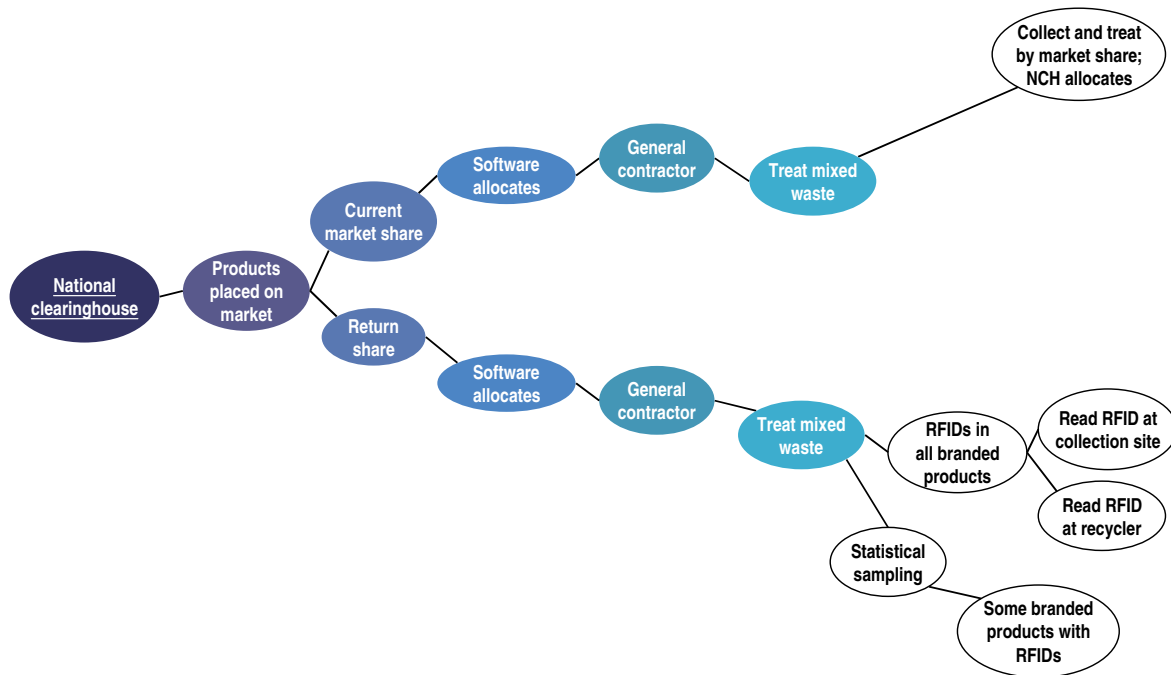 National
clearinghouse
Products
placed on
market
Current
market share
Software
allocates
General
contractor
Treat mixed
waste
Collect and treat
by market share;
NCH allocates
Return
share
Software
allocates
General
contractor
Treat mixed
waste
RFIDs in
all branded
products
Read RFID at
collection site
Read RFID
at recycler
Statistical
sampling
Some branded
products with
RFIDs